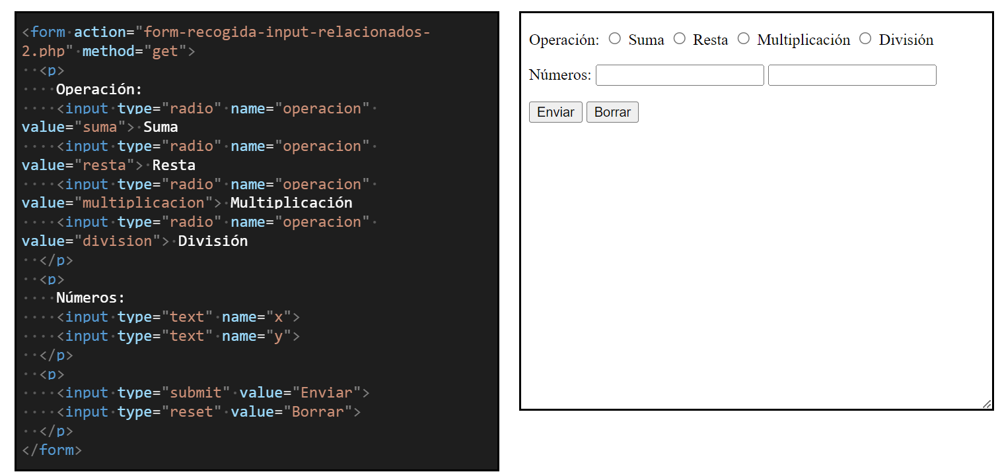 <form action="form-recogida-input-relacionados-
2.php" method="get">
··<p>
····Operación:
····<input·type="radio"·name="operacion"·
value="suma">·Suma
····<input·type="radio"·name="operacion"·
value="resta">·Resta
····<input·type="radio"·name="operacion"·
value="multiplicacion">·Multiplicación
····<input·type="radio"·name="operacion"·
value="division">·División
··</p>
··<p>
····Números:
····<input·type="text"·name="x">
····<input·type="text"·name="y">
··</p>
··<p>
····<input·type="submit"·value="Enviar">
····<input·type="reset"·value="Borrar">
··</p>
</form>
Operación: Suma Resta Multiplicación División
Números:
Enviar Borrar